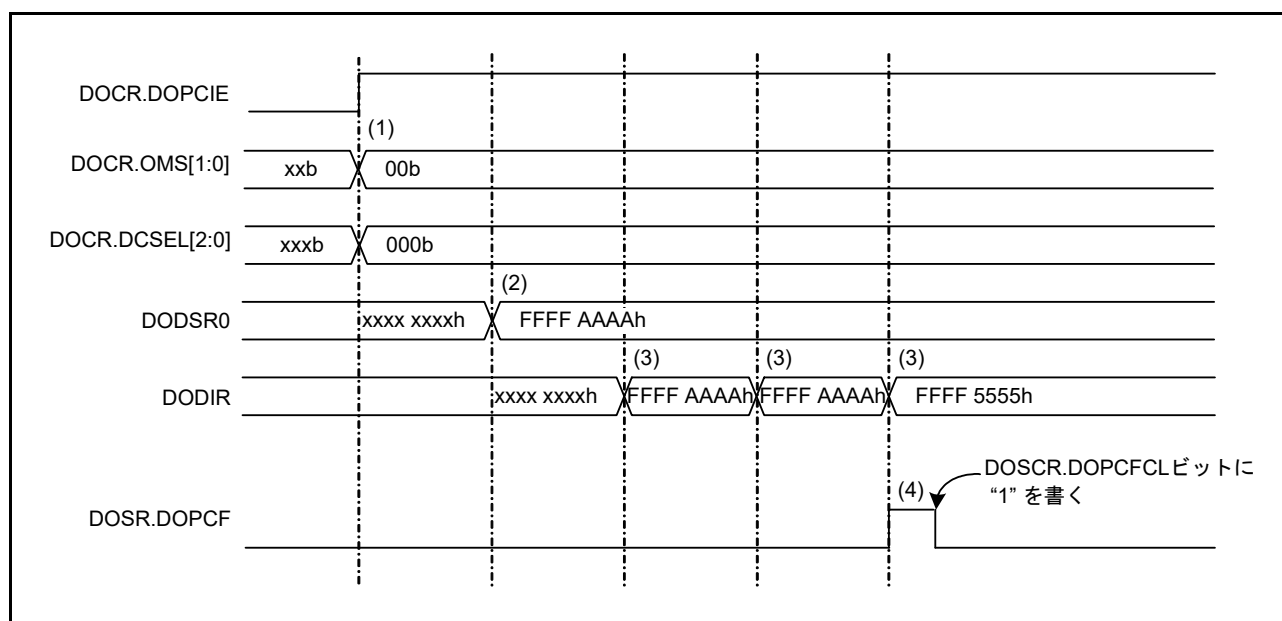 DOCR.DOPCIE
(1)
DOCR.OMS[1:0] xxb 00b
DOCR.DCSEL[2:0] xxxb 000b
(2)
DODSR0 xxxx xxxxh FFFF AAAAh
(3) (3) (3)
DODIR xxxx xxxxh FFFF AAAAh FFFF AAAAh FFFF 5555h
DOSCR.DOPCFCLビットに
(4) “1” を書く
DOSR.DOPCF